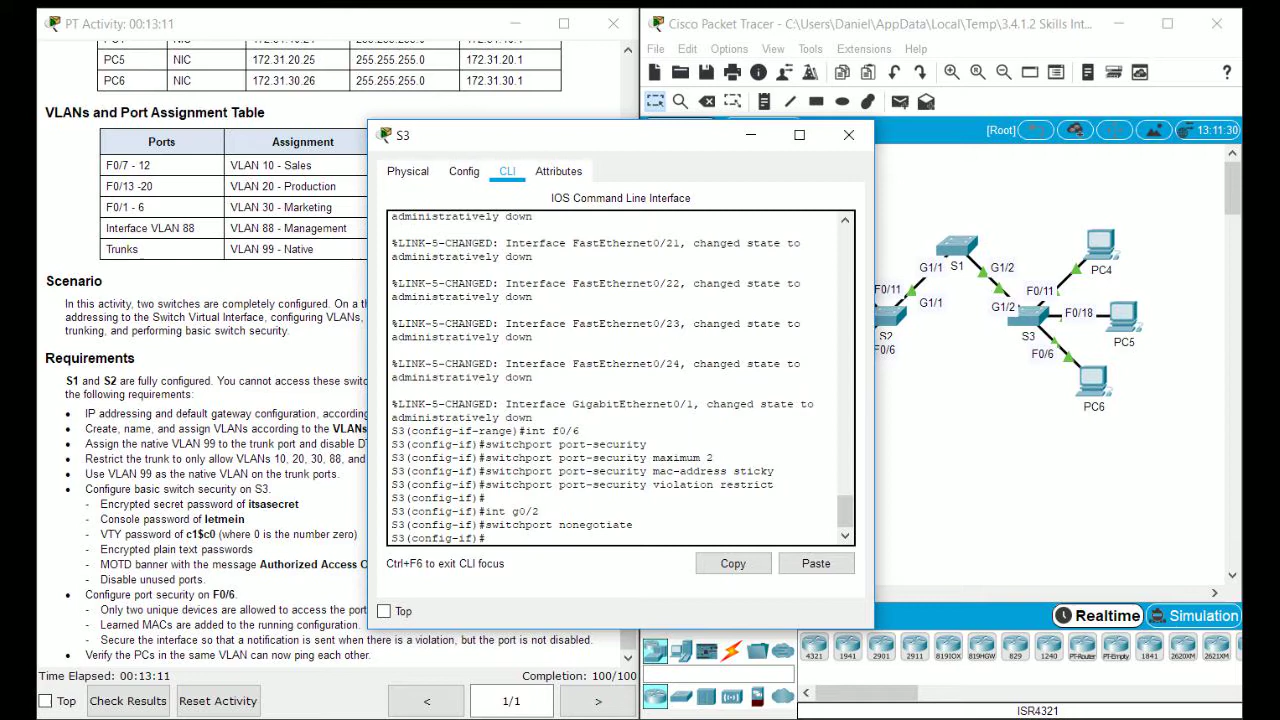 PT Activity: 00:13:11
PC5 NIC 172.31.20.25 255.255.255.0 172.31.20.1
PC6 NIC 172.31.30.26 255.255.255.0 172.31.30.1
VLANs and Port Assignment Table
Ports Assignment
F0/7 - 12 VLAN 10 - Sales
F0/13 -20 VLAN 20 - Production
F0/1 - 6 VLAN 30 - Marketing
Interface VLAN 88 VLAN 88 - Management
Trunks VLAN 99 - Native
Scenario
In this activity, two switches are completely configured. On a th
addressing to the Switch Virtual Interface, configuring VLANs,
trunking, and performing basic switch security.
Requirements
S1 and S2 are fully configured. You cannot access these switc
the following requirements:
IP addressing and default gateway configuration, according
Create, name, and assign VLANs according to the VLANs
Assign the native VLAN 99 to the trunk port and disable DT
Restrict the trunk to only allow VLANs 10, 20, 30, 88, and
Use VLAN 99 as the native VLAN on the trunk ports.
Configure basic switch security on S3.
- Encrypted secret password of itsasecret
- Console password of letmein
- VTY password of c1$c0 (where 0 is the number zero)
- Encrypted plain text passwords
- MOTD banner with the message Authorized Access O
- Disable unused ports.
Configure port security on F0/6.
- Only two unique devices are allowed to access the port
- Learned MACs are added to the running configuration.
- Secure the interface so that a notification is sent when there is a violation, but the port is not disabled.
Verify the PCs in the same VLAN can now ping each other.
Time Elapsed: 00:13:11 Completion: 100/100
Top Check Results Reset Activity < 1/1 >
S3
Physical Config CLI Attributes
IOS Command Line Interface
administratively down
%LINK-5-CHANGED: Interface FastEthernet0/21, changed state to
administratively down
%LINK-5-CHANGED: Interface FastEthernet0/22, changed state to
administratively down
%LINK-5-CHANGED: Interface FastEthernet0/23, changed state to
administratively down
%LINK-5-CHANGED: Interface FastEthernet0/24, changed state to
administratively down
%LINK-5-CHANGED: Interface GigabitEthernet0/1, changed state to
administratively down
S3(config-if-range)#int f0/6
S3(config-if)#switchport port-security
S3(config-if)#switchport port-security maximum 2
S3(config-if)#switchport port-security mac-address sticky
S3(config-if)#switchport port-security violation restrict
S3(config-if)#
S3(config-if)#int g0/2
S3(config-if)#switchport nonegotiate
S3(config-if)#
Ctrl+F6 to exit CLI focus
Copy Paste
Top
Cisco Packet Tracer - C:\Users\Daniel\AppData\Local\Temp\3.4.1.2 Skills Int...
File Edit Options View Tools Extensions Help
[Root] 13:11:30
S1
G1/1 G1/2
PC4
F0/11
G1/1
F0/11
G1/2
F0/18
S2
S3
PC5
F0/6
F0/6
PC6
Realtime Simulation
4321 1941 2901 2911 819IOX 819HGW 829 1240 PT-Router PT-Empty 1841 2620XM 2621XM
ISR4321